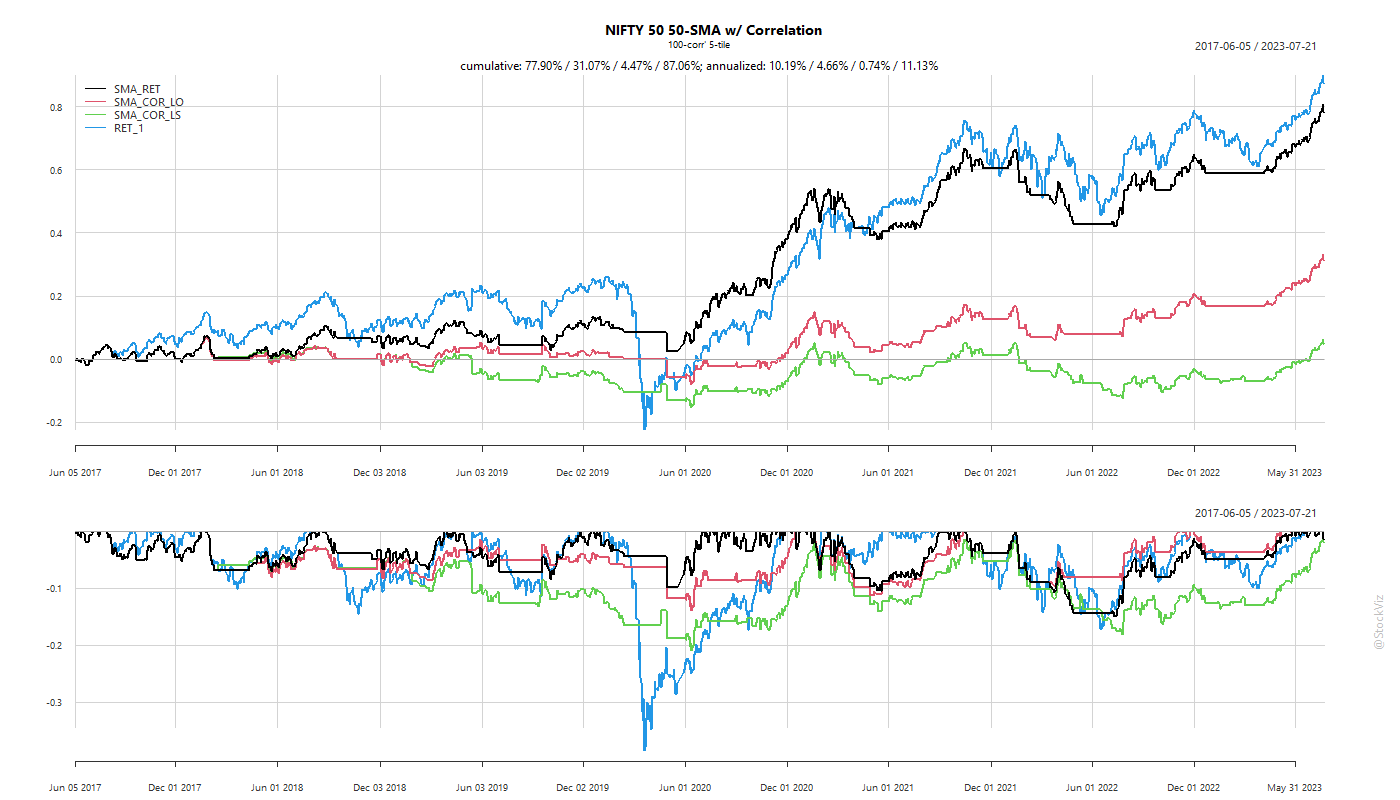 NIFTY 50 50-SMA w/ Correlation
100-corr' 5-tile
2017-06-05 / 2023-07-21
cumulative: 77.90% / 31.07% / 4.47% / 87.06%; annualized: 10.19% / 4.66% / 0.74% / 11.13%
SMA_RET
SMA_COR_LO
SMA_COR_LS
RET_1
0.8
0.6
0.4
0.2
0.0
-0.2
Jun 05 2017 Dec 01 2017 Jun 01 2018 Dec 03 2018 Jun 03 2019 Dec 02 2019 Jun 01 2020 Dec 01 2020 Jun 01 2021 Dec 01 2021 Jun 01 2022 Dec 01 2022 May 31 2023
2017-06-05 / 2023-07-21
-0.1
-0.2
-0.3
Jun 05 2017 Dec 01 2017 Jun 01 2018 Dec 03 2018 Jun 03 2019 Dec 02 2019 Jun 01 2020 Dec 01 2020 Jun 01 2021 Dec 01 2021 Jun 01 2022 Dec 01 2022 May 31 2023
@StockViz